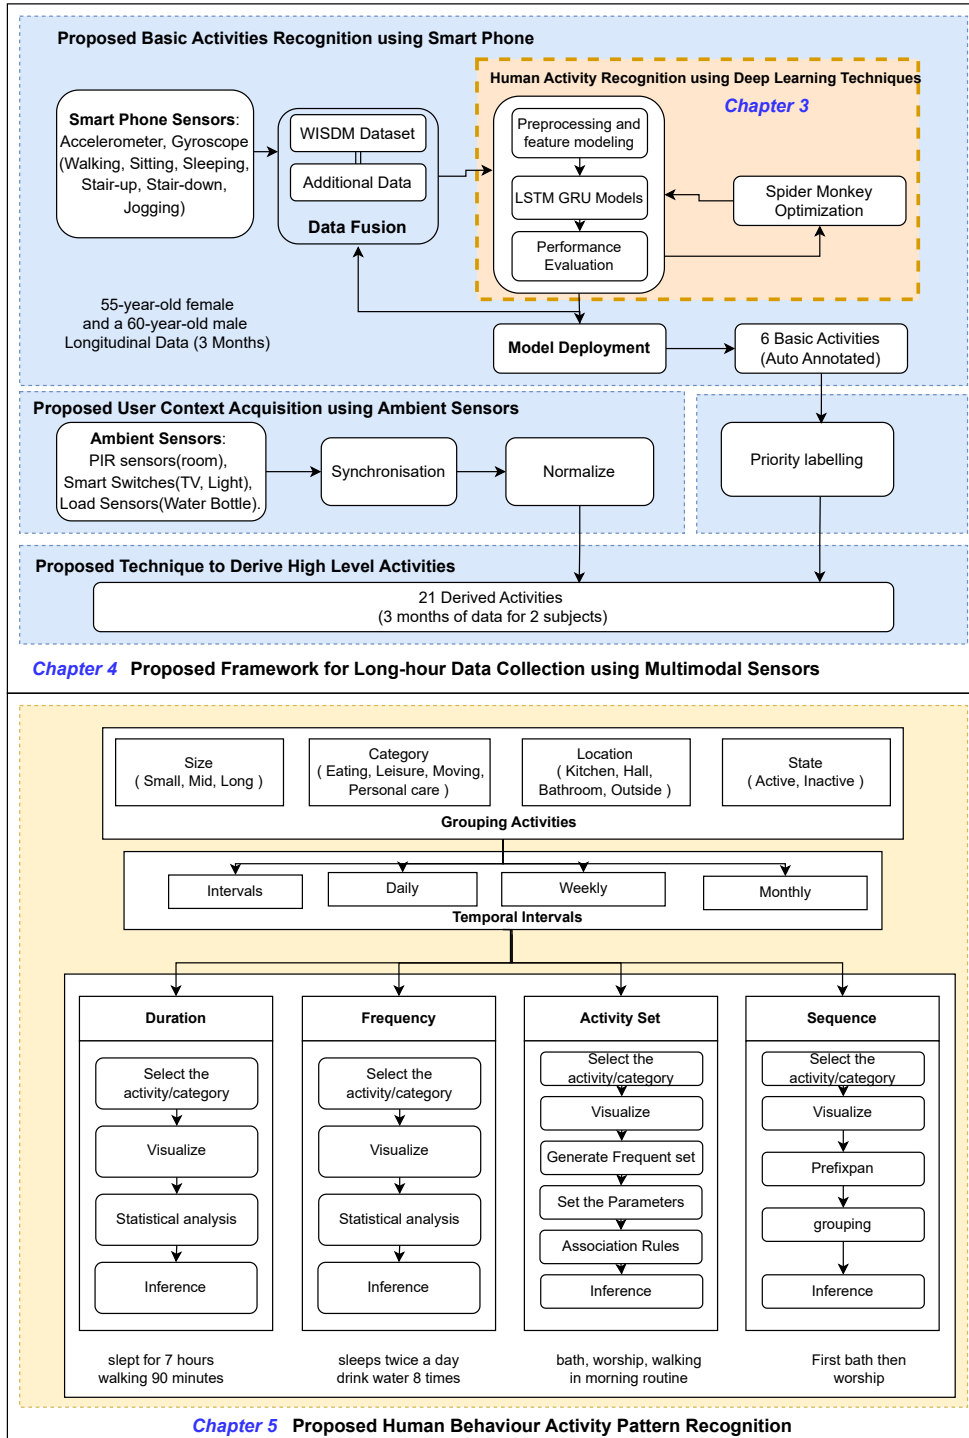 Proposed Basic Activities Recognition using Smart Phone
Human Activity Recognition using Deep Learning Techniques
Chapter 3
Smart Phone Sensors:
Accelerometer, Gyroscope
(Walking, Sitting, Sleeping,
Stair-up, Stair-down,
Jogging)
WISDM Dataset
Additional Data
Data Fusion
Preprocessing and
feature modeling
LSTM GRU Models
Performance
Evaluation
Spider Monkey
Optimization
55-year-old female
and a 60-year-old male
Longitudinal Data (3 Months)
Model Deployment
6 Basic Activities
(Auto Annotated)
Proposed User Context Acquisition using Ambient Sensors
Ambient Sensors:
PIR sensors(room),
Smart Switches(TV, Light),
Load Sensors(Water Bottle).
Synchronisation
Normalize
Priority labelling
Proposed Technique to Derive High Level Activities
21 Derived Activities
(3 months of data for 2 subjects)
Chapter 4 Proposed Framework for Long-hour Data Collection using Multimodal Sensors
Size
( Small, Mid, Long )
Category
( Eating, Leisure, Moving,
Personal care )
Location
( Kitchen, Hall,
Bathroom, Outside )
State
( Active, Inactive )
Grouping Activities
Intervals
Daily
Weekly
Monthly
Temporal Intervals
Duration
Select the
activity/category
Visualize
Statistical analysis
Inference
slept for 7 hours
walking 90 minutes
Frequency
Select the
activity/category
Visualize
Statistical analysis
Inference
sleeps twice a day
drink water 8 times
Activity Set
Select the
activity/category
Visualize
Generate Frequent set
Set the Parameters
Association Rules
Inference
bath, worship, walking
in morning routine
Sequence
Select the
activity/category
Visualize
Prefixpan
grouping
Inference
First bath then
worship
Chapter 5 Proposed Human Behaviour Activity Pattern Recognition